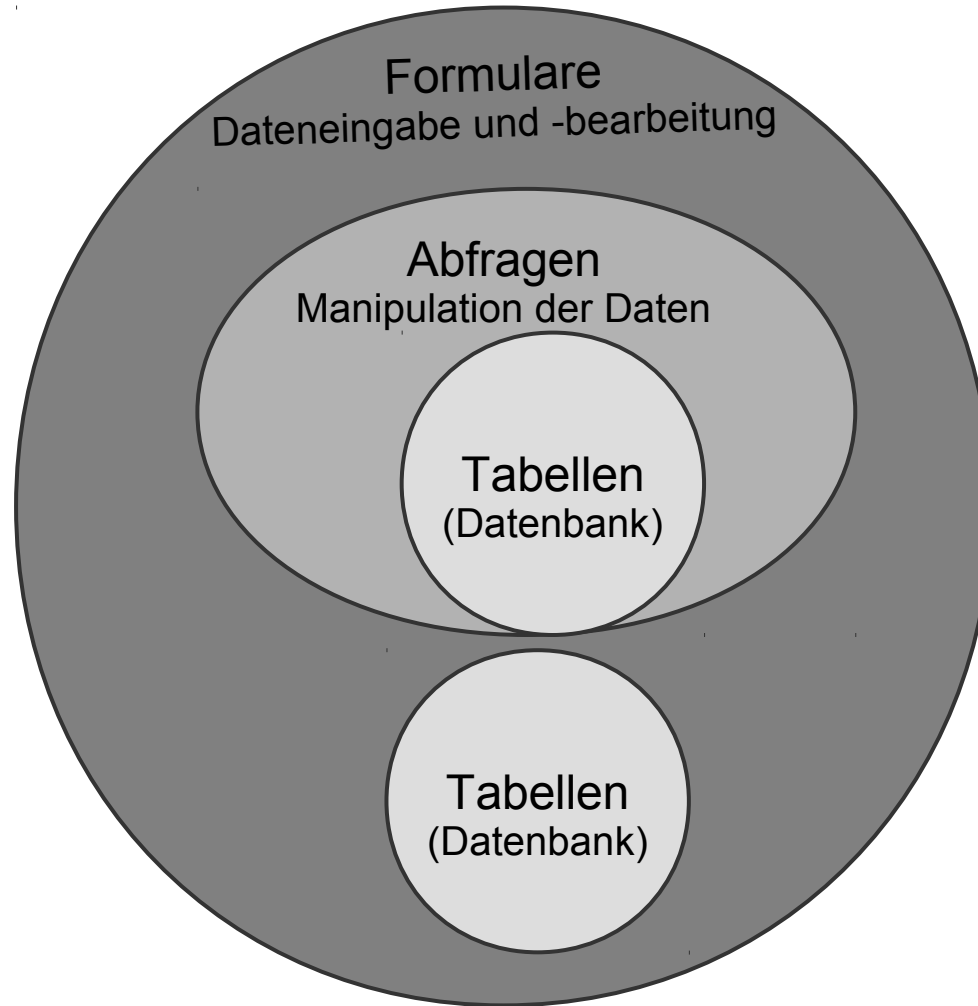 Formulare
Dateneingabe und -bearbeitung
Abfragen
Manipulation der Daten
Tabellen
(Datenbank)
Tabellen
(Datenbank)